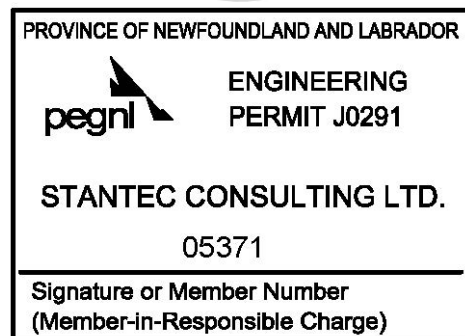 PROVINCE OF NEWFOUNDLAND AND LABRADOR
pegnl
ENGINEERING
PERMIT J0291
STANTEC CONSULTING LTD.
05371
Signature or Member Number
(Member-in-Responsible Charge)